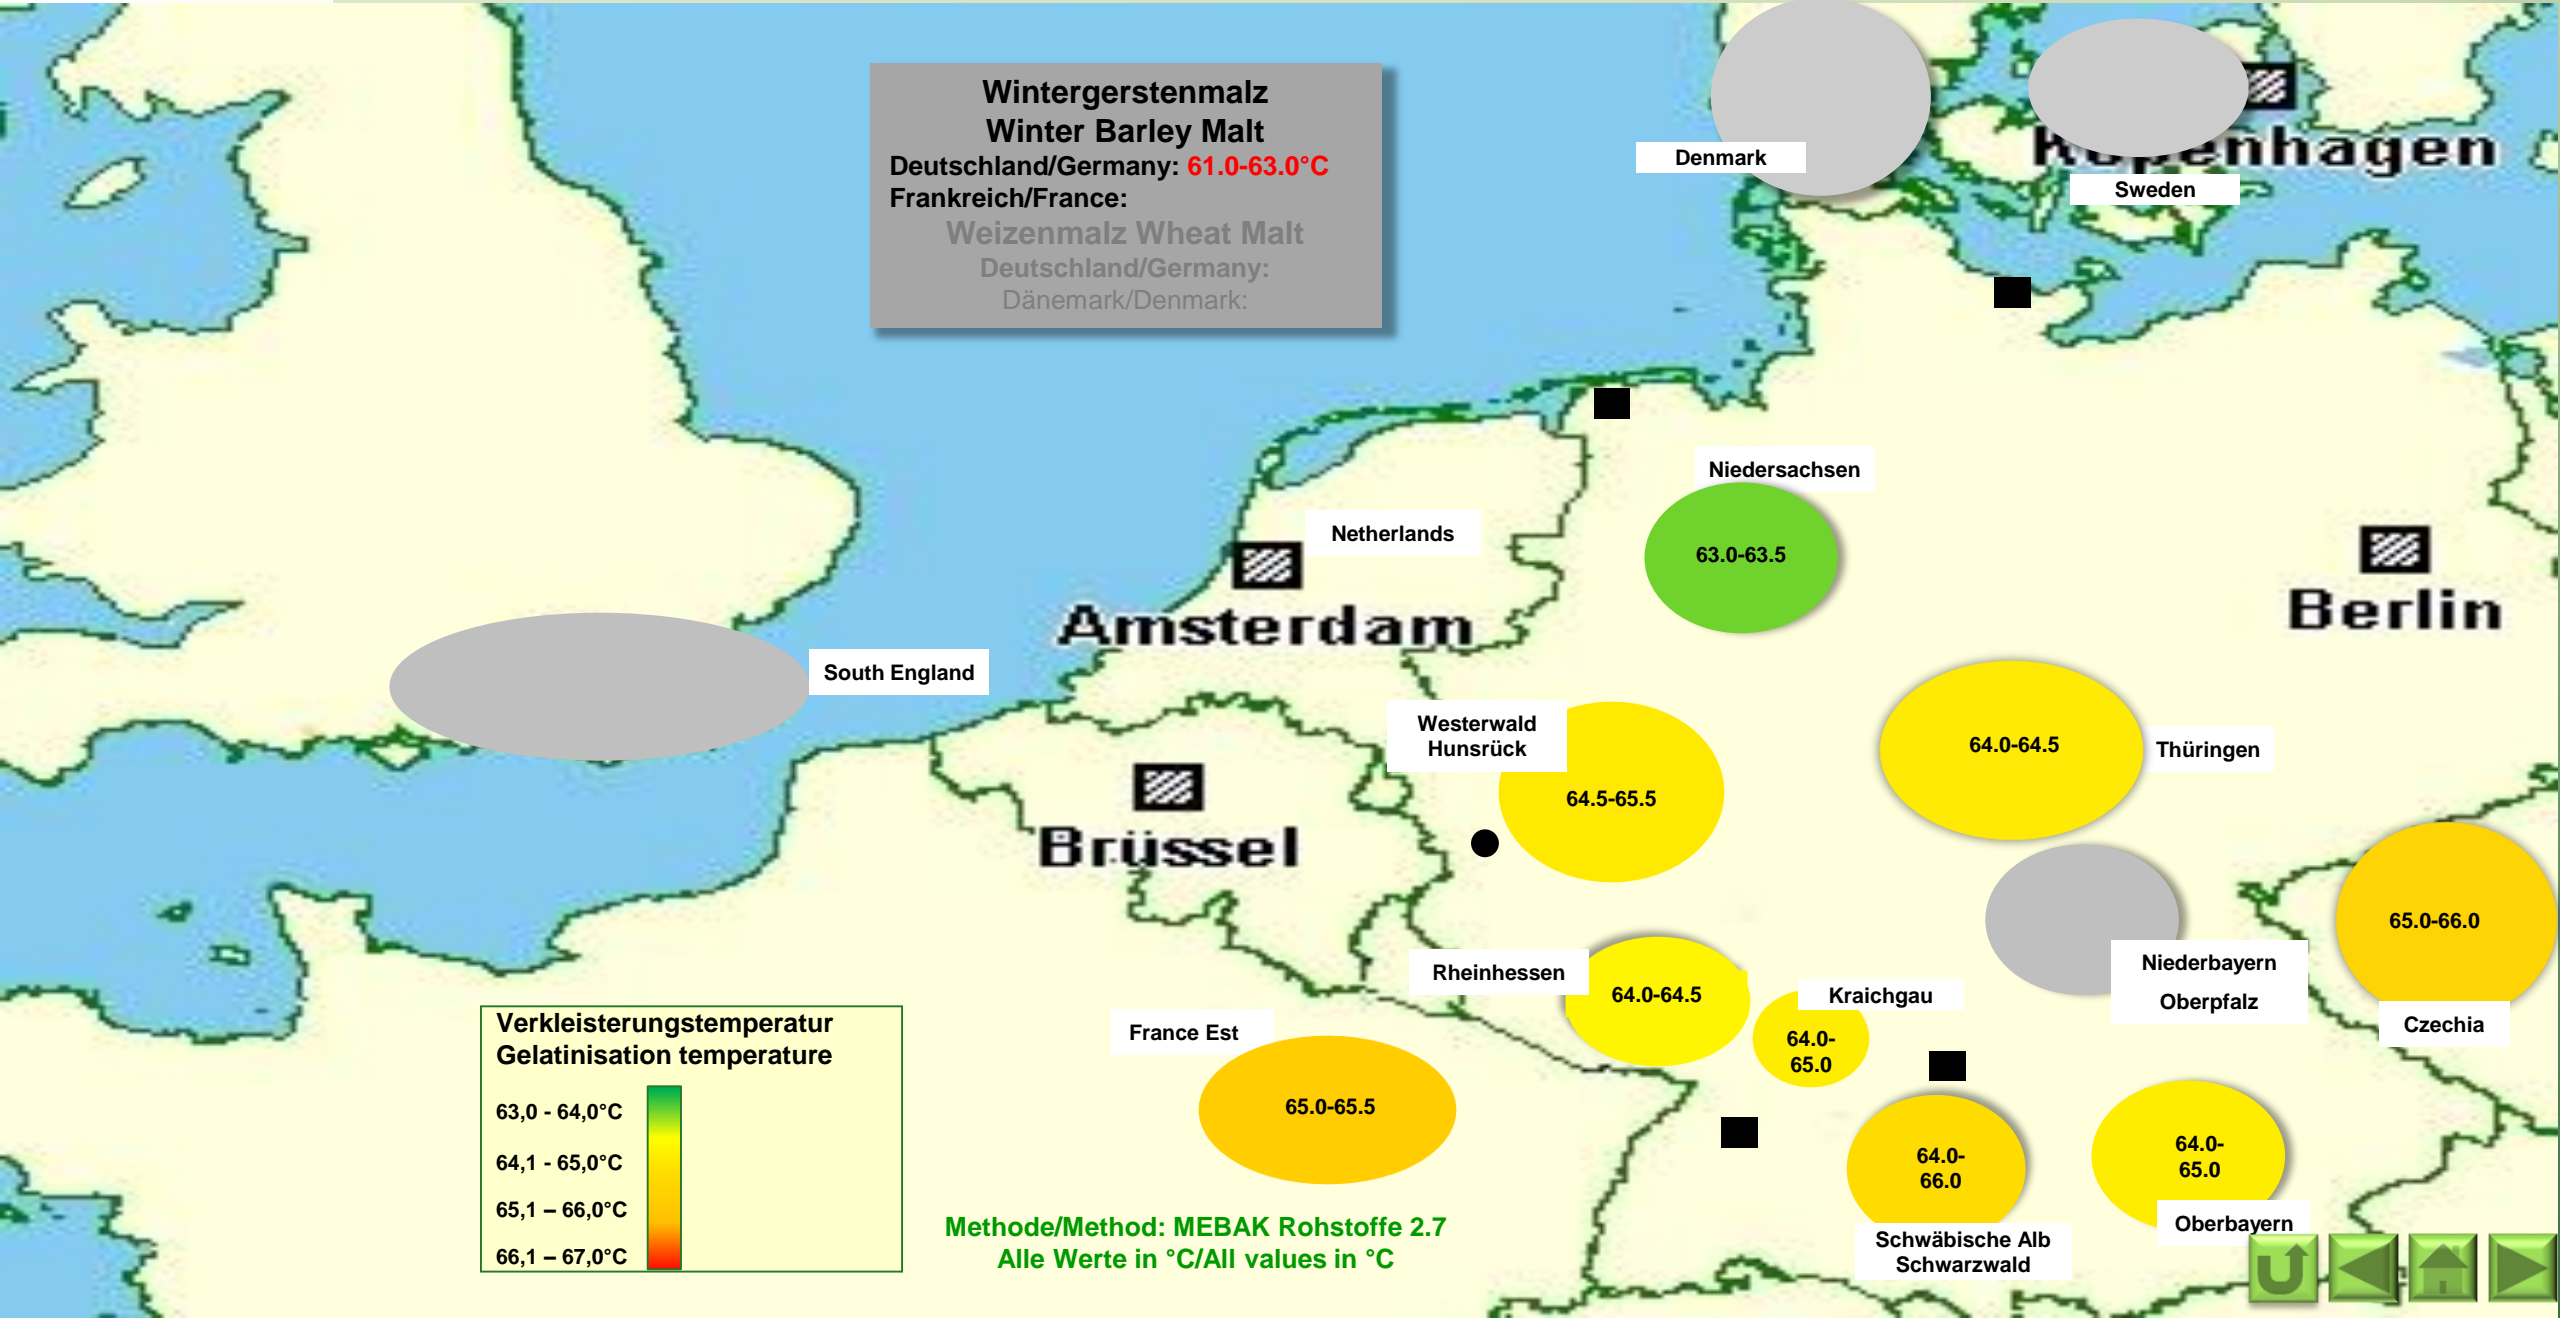 Wintergerstenmalz
Winter Barley Malt
Deutschland/Germany: 61.0-63.0°C
Frankreich/France:
Weizenmalz Wheat Malt
Deutschland/Germany:
Dänemark/Denmark:
Denmark
Kopenhagen
Sweden
Niedersachsen
63.0-63.5
Netherlands
Amsterdam
Berlin
South England
Westerwald
Hunsrück
64.5-65.5
64.0-64.5
Thüringen
Brüssel
65.0-66.0
Czechia
Niederbayern
Oberpfalz
Rheinhessen
64.0-64.5
Kraichgau
64.0-
65.0
France Est
65.0-65.5
64.0-
66.0
Schwäbische Alb
Schwarzwald
64.0-
65.0
Oberbayern
Verkleisterungstemperatur
Gelatinisation temperature
63,0 - 64,0°C
64,1 - 65,0°C
65,1 – 66,0°C
66,1 – 67,0°C
Methode/Method: MEBAK Rohstoffe 2.7
Alle Werte in °C/All values in °C